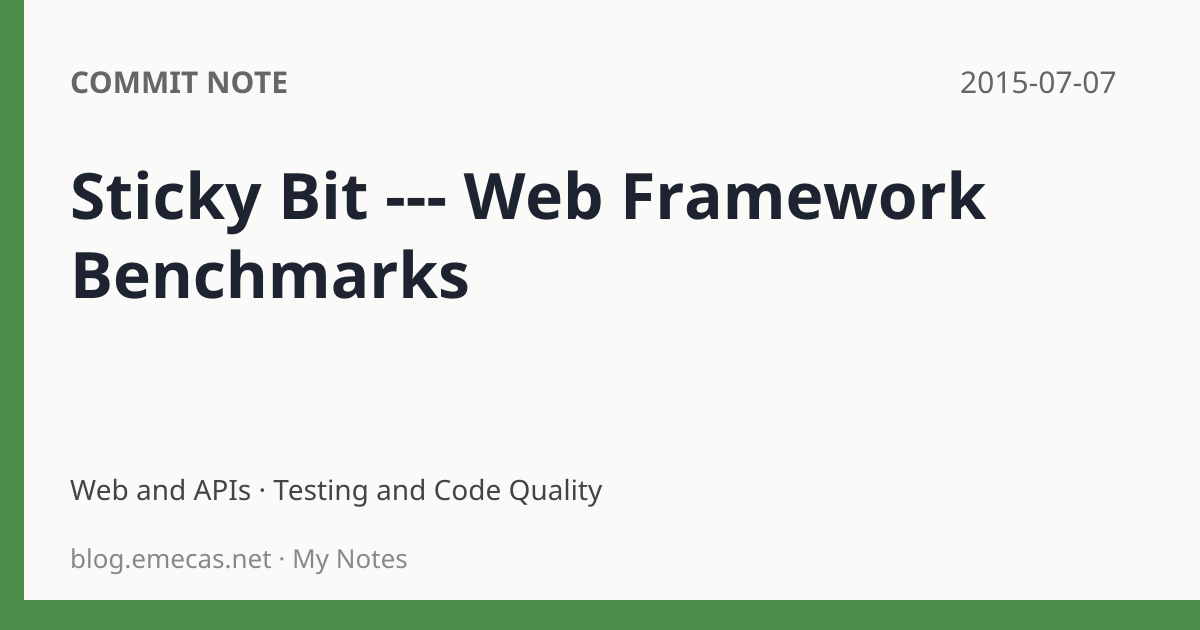 COMMIT NOTE
2015-07-07
Sticky Bit --- Web Framework
Benchmarks
Web and APIs · Testing and Code Quality
blog.emecas.net · My Notes